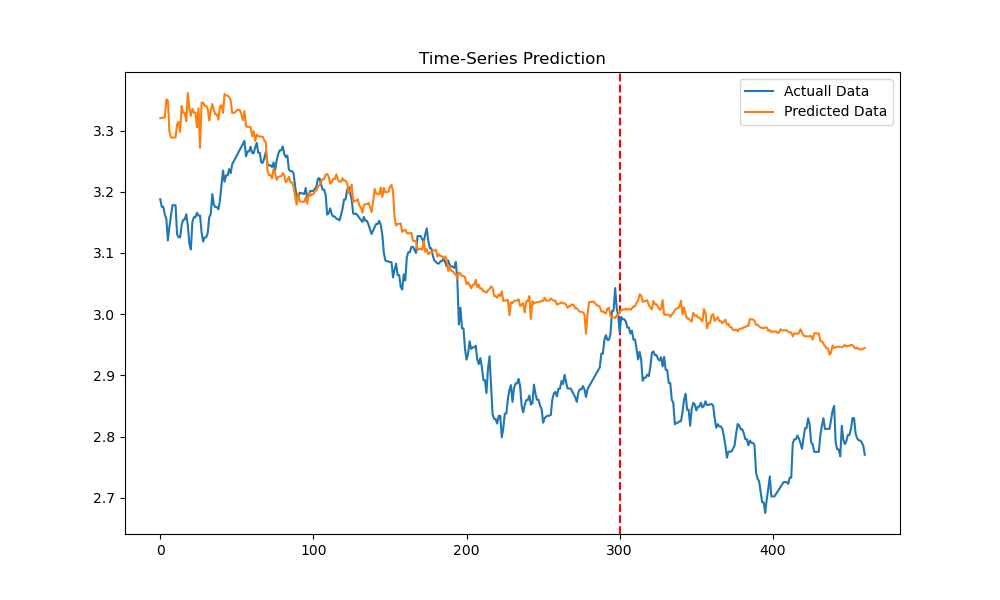 Time-Series Prediction
Actuall Data
Predicted Data
3.3
3.2
3.1
3.0
2.9
2.8
2.7
0 100 200 300 400